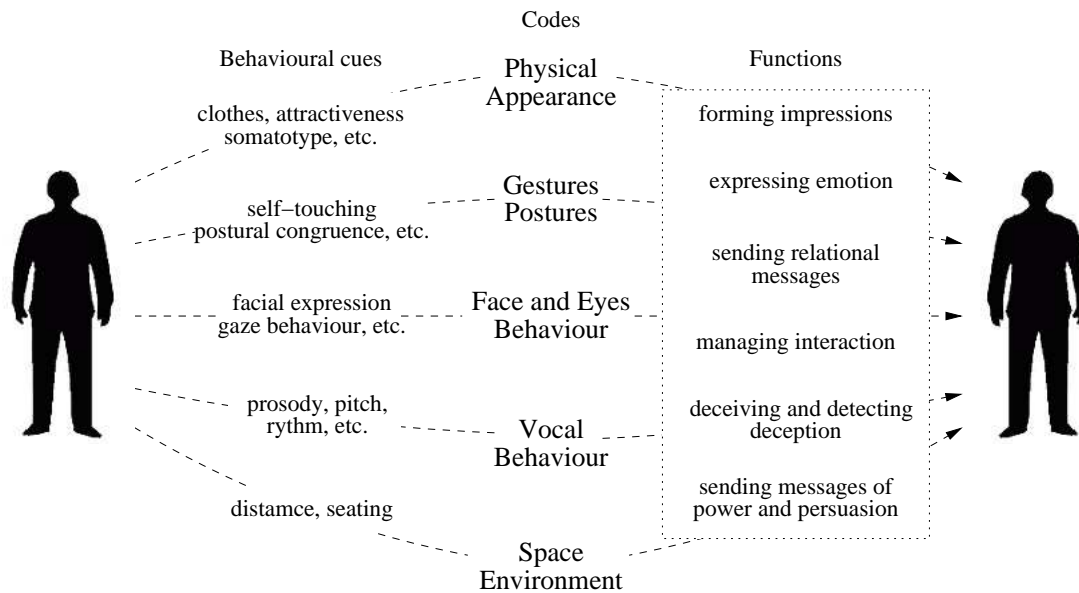 Codes
Behavioural cues
Physical
Appearance
Functions
clothes, attractiveness
somatotype, etc.
forming impressions
Gestures
Postures
expressing emotion
self−touching
postural congruence, etc.
sending relational
messages
facial expression
gaze behaviour, etc.
Face and Eyes
Behaviour
managing interaction
prosody, pitch,
rythm, etc.
Vocal
Behaviour
deceiving and detecting
deception
distamce, seating
sending messages of
power and persuasion
Space
Environment